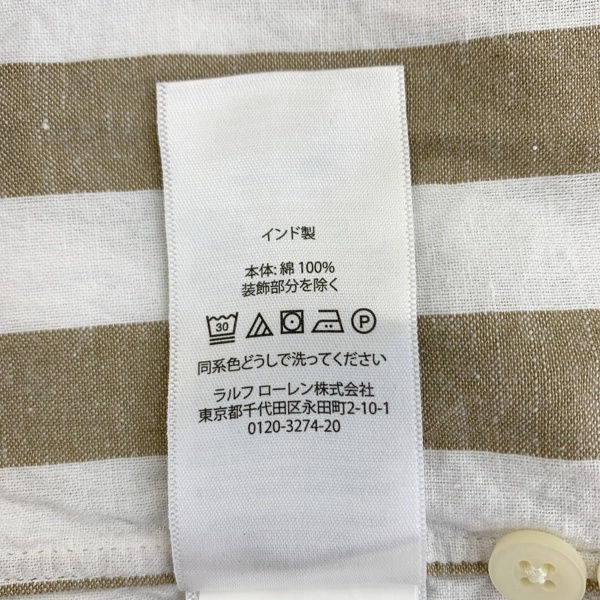 インド製
本体: 綿 100%
装飾部分を除く
30 P
同系色どうしで洗ってください
ラルフ ローレン株式会社
東京都千代田区永田町2-10-1
0120-3274-20